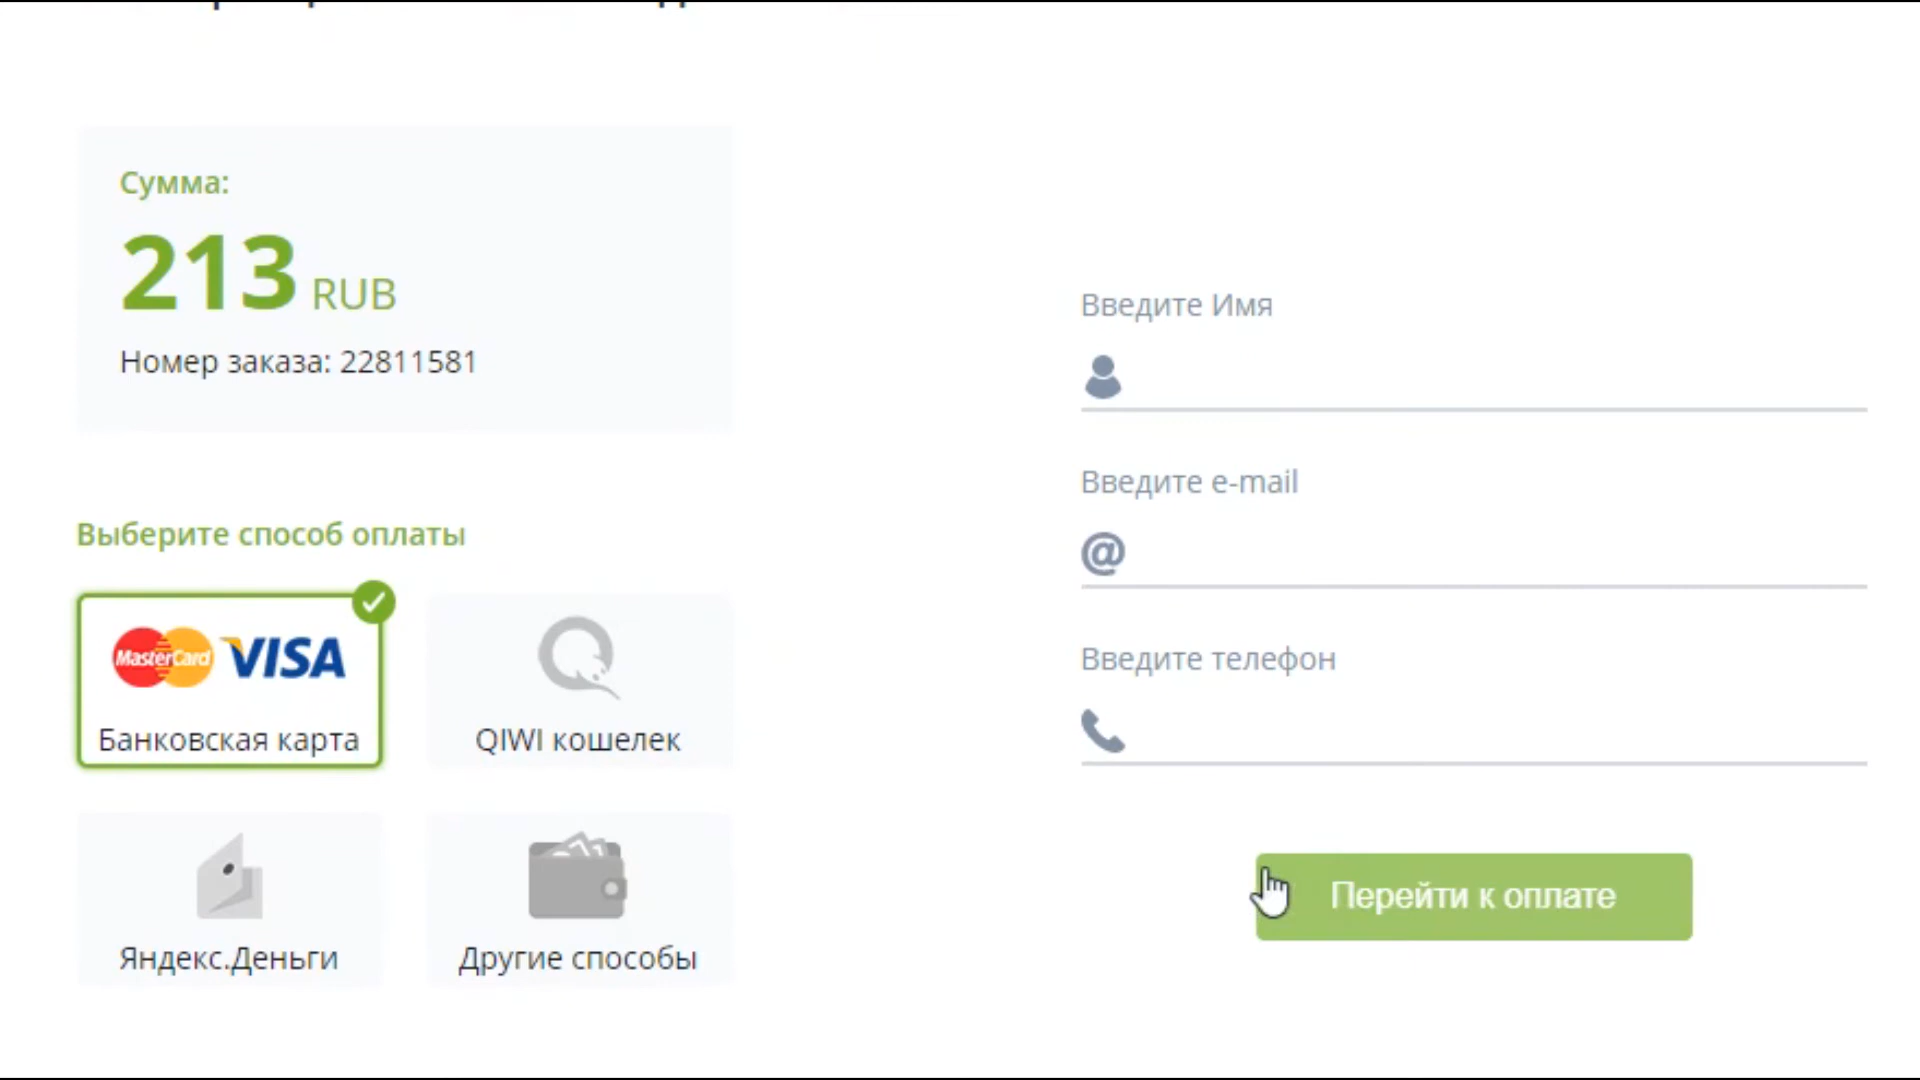 Сумма:
213 RUB
Номер заказа: 22811581
Выберите способ оплаты
MasterCard VISA
Банковская карта
QIWI кошелек
Яндекс.Деньги
Другие способы
Введите Имя
Введите e-mail
@
Введите телефон
Перейти к оплате